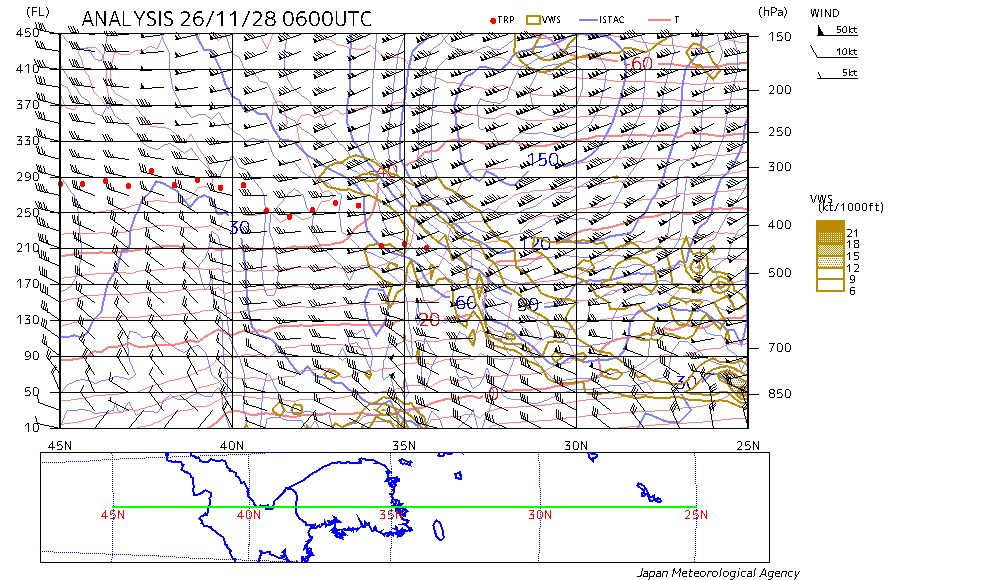 (FL) ANALYSIS 26/11/28 0600UTC TRP VWS ISTAC T (hPa) WIND
450 150 50kt
10kt
410 -60 5kt
370 200
330 250
150
290 300 VWS
(kt/1000ft)
250 30 400
210 120 21
18
500 15
170 12
60 90 9
130 20 6
90 700
30
50 0 850
10
45N 40N 35N 30N 25N
45N 40N 35N 30N 25N
Japan Meteorological Agency